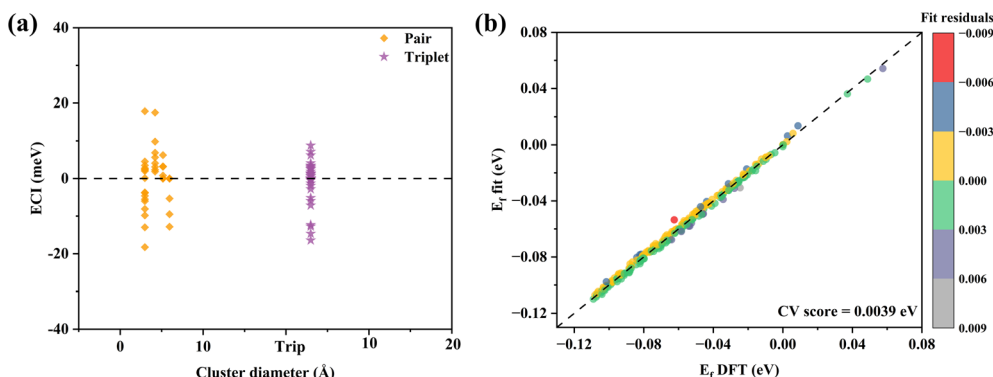 (a)
40
20
0
-20
-40
ECI (meV)
Pair
Triplet
0
10
Trip
10
20
Cluster diameter (Å)
(b)
0.08
0.04
0.00
−0.04
−0.08
−0.12
E_f fit (eV)
CV score = 0.0039 eV
−0.12
−0.08
−0.04
0.00
0.04
0.08
E_f DFT (eV)
Fit residuals
−0.009
−0.006
−0.003
0.000
0.003
0.006
0.009